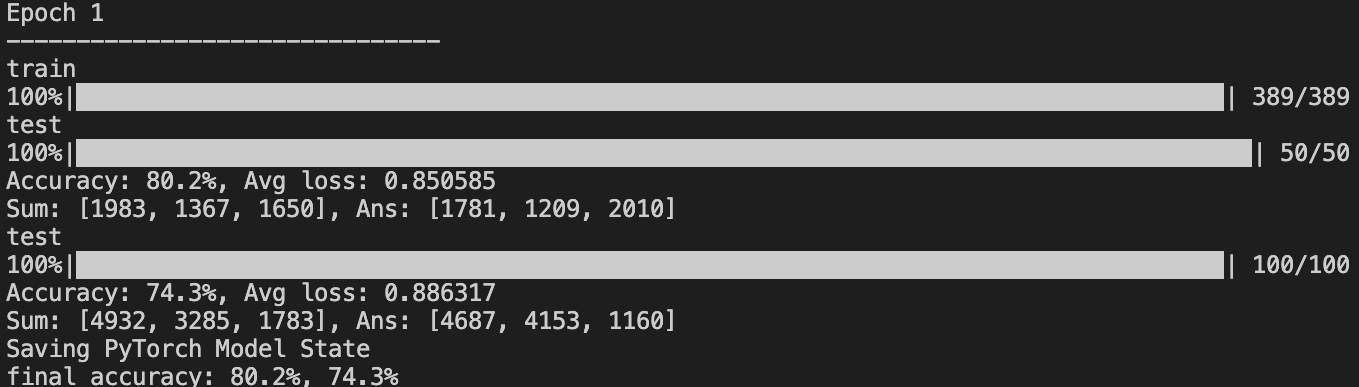 Epoch 1
-------------------------------
train
100%|██████████| 389/389
test
100%|██████████| 50/50
Accuracy: 80.2%, Avg loss: 0.850585
Sum: [1983, 1367, 1650], Ans: [1781, 1209, 2010]
test
100%|██████████| 100/100
Accuracy: 74.3%, Avg loss: 0.886317
Sum: [4932, 3285, 1783], Ans: [4687, 4153, 1160]
Saving PyTorch Model State
final accuracy: 80.2%, 74.3%